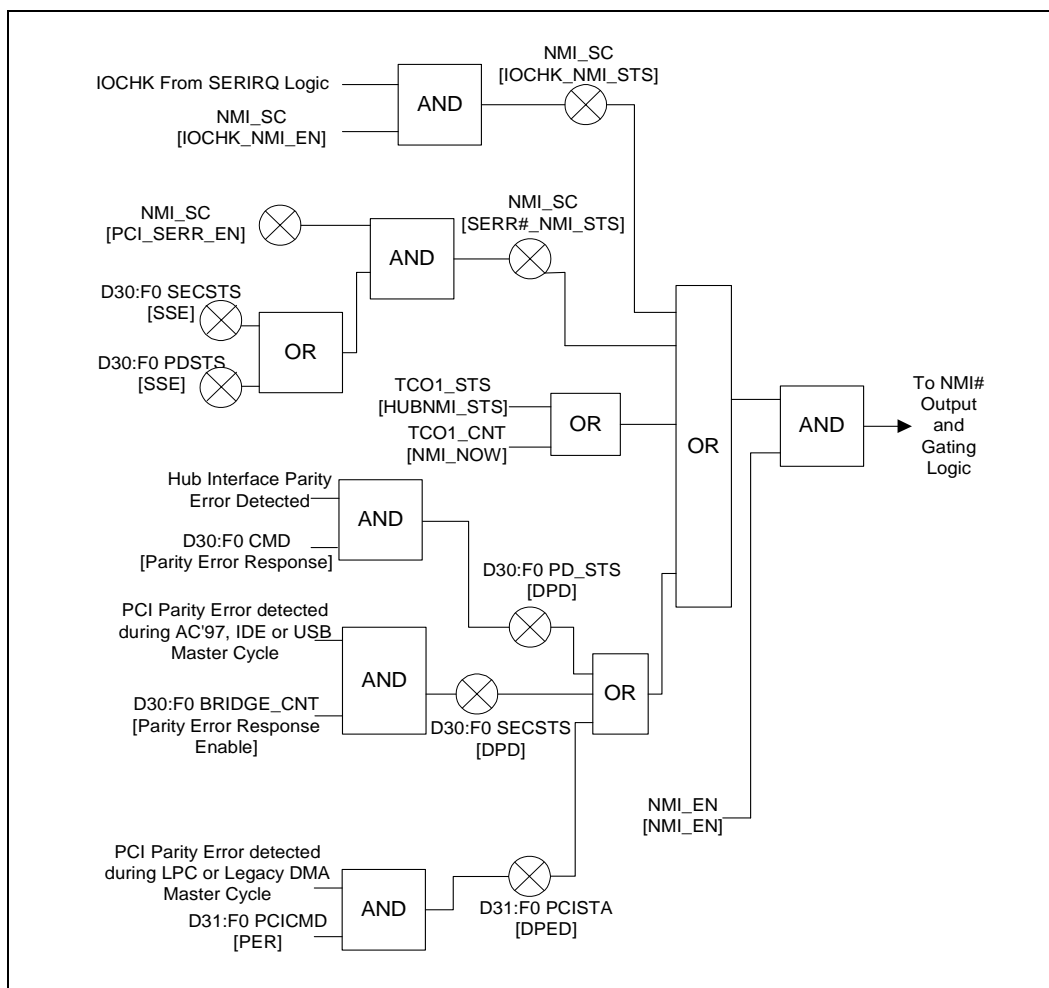 IOCHK From SERIRQ Logic
NMI_SC
[IOCHK_NMI_EN]
AND
NMI_SC
[IOCHK_NMI_STS]
NMI_SC
[PCI_SERR_EN]
AND
NMI_SC
[SERR#_NMI_STS]
D30:F0 SECSTS
[SSE]
D30:F0 PDSTS
[SSE]
OR
TCO1_STS
[HUBNMI_STS]
TCO1_CNT
[NMI_NOW]
OR
OR
AND
To NMI#
Output
and
Gating
Logic
Hub Interface Parity
Error Detected
D30:F0 CMD
[Parity Error Response]
AND
D30:F0 PD_STS
[DPD]
PCI Parity Error detected
during AC'97, IDE or USB
Master Cycle
D30:F0 BRIDGE_CNT
[Parity Error Response
Enable]
AND
D30:F0 SECSTS
[DPD]
OR
NMI_EN
[NMI_EN]
PCI Parity Error detected
during LPC or Legacy DMA
Master Cycle
D31:F0 PCICMD
[PER]
AND
D31:F0 PCISTA
[DPED]